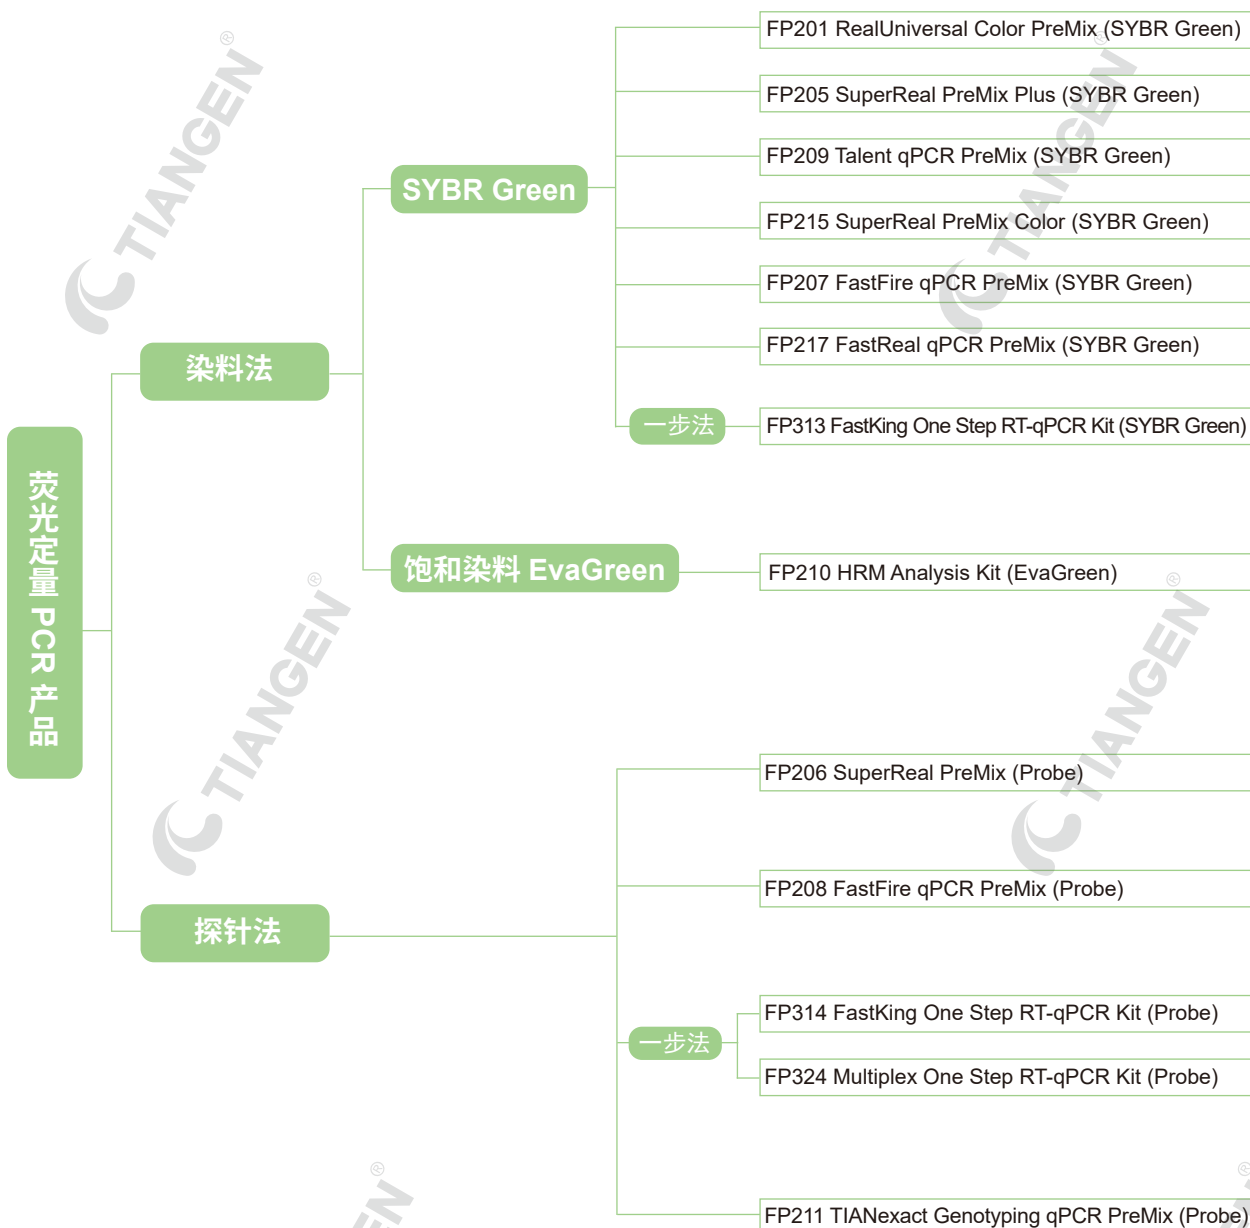 荧光定量 PCR 产品
染料法
SYBR Green
FP201 RealUniversal Color PreMix (SYBR Green)
FP205 SuperReal PreMix Plus (SYBR Green)
FP209 Talent qPCR PreMix (SYBR Green)
FP215 SuperReal PreMix Color (SYBR Green)
FP207 FastFire qPCR PreMix (SYBR Green)
FP217 FastReal qPCR PreMix (SYBR Green)
一步法
FP313 FastKing One Step RT-qPCR Kit (SYBR Green)
饱和染料 EvaGreen
FP210 HRM Analysis Kit (EvaGreen)
探针法
FP206 SuperReal PreMix (Probe)
FP208 FastFire qPCR PreMix (Probe)
一步法
FP314 FastKing One Step RT-qPCR Kit (Probe)
FP324 Multiplex One Step RT-qPCR Kit (Probe)
FP211 TIANexact Genotyping qPCR PreMix (Probe)
TIANGEN®
TIANGEN®
TIANGEN®
TIANGEN®